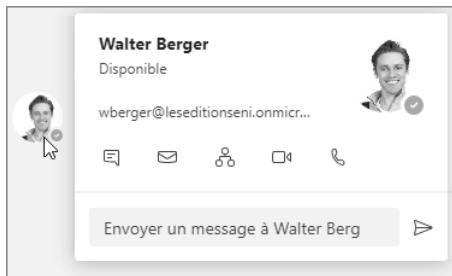 Walter Berger
Disponible
wberger@leseditionseni.onmicr...
Envoyer un message à Walter Berg